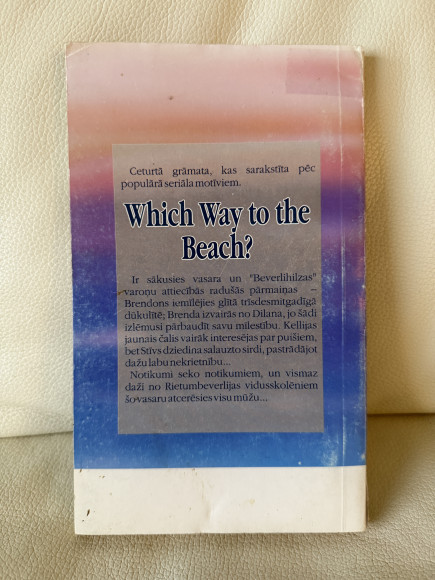 Ceturtā grāmata, kas sarakstīta pēc
populārā seriāla motīviem.
Which Way to the
Beach?
Ir sākusies vasara un "Beverlihilzas"
varoņu attiecībās radušās pārmaiņas –
Brendons iemīlējies glītā trīsdesmitgadīgā
dūkulītē; Brenda izvairās no Dilana, jo šādi
izlēmusi pārbaudīt savu mīlestību. Kellijas
jaunais čalis vairāk interesējas par puišiem,
bet Stīvs dziedina salauzto sirdi, pastrādājot
dažu labu nekrietnību...
Notikumi seko notikumiem, un vismaz
daži no Rietumbeverlijas vidusskolēniem
šo vasaru atcerēsies visu mūžu...